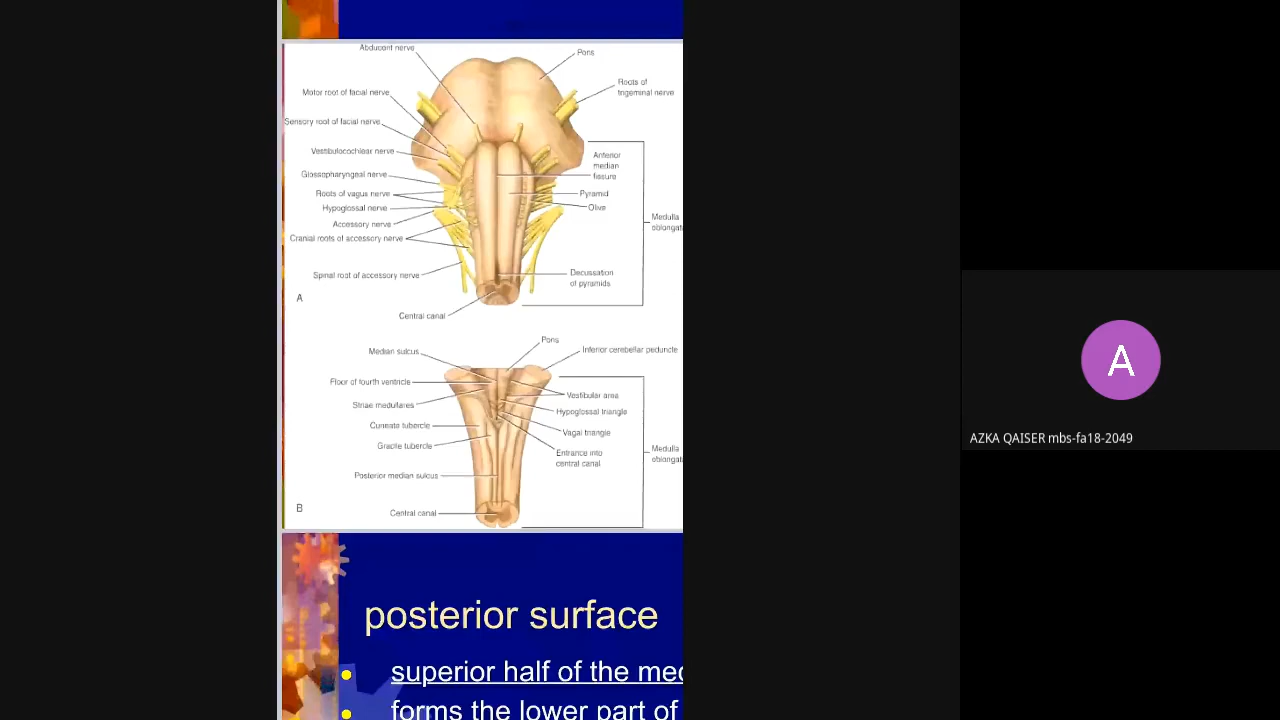 Abducent nerve
Pons
Roots of
trigeminal nerve
Motor root of facial nerve
Sensory root of facial nerve
Vestibulocochlear nerve
Anterior
median
fissure
Glossopharyngeal nerve
Roots of vagus nerve
Pyramid
Hypoglossal nerve
Olive
Accessory nerve
Medulla
oblongat
Cranial roots of accessory nerve
Spinal root of accessory nerve
Decussation
of pyramids
A
Central canal
Pons
Median sulcus
Inferior cerebellar peduncle
Floor of fourth ventricle
Vestibular area
Striae medullares
Hypoglossal triangle
Cuneate tubercle
Vagal triangle
Gracile tubercle
Entrance into
central canal
Medulla
oblongat
Posterior median sulcus
B
Central canal
posterior surface
superior half of the med
forms the lower part of
A
AZKA QAISER mbs-fa18-2049